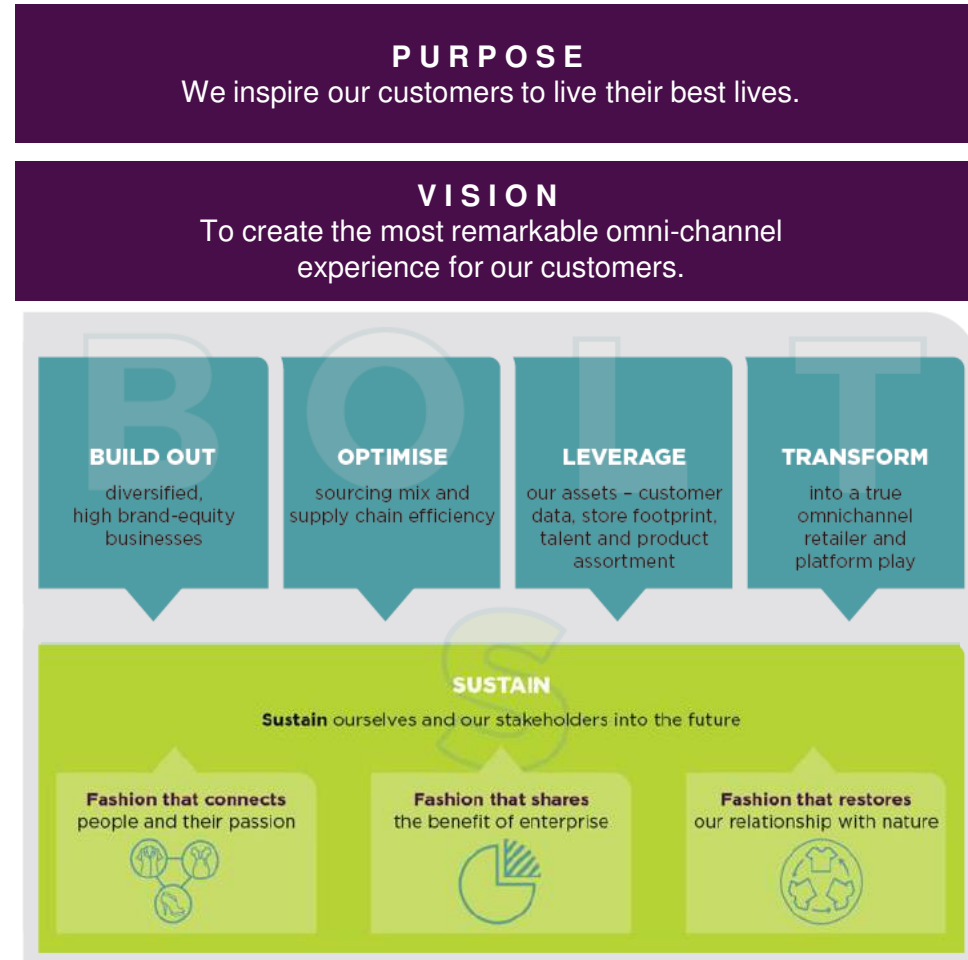 PURPOSE
We inspire our customers to live their best lives.
VISION
To create the most remarkable omni-channel
experience for our customers.
B O L T
BUILD OUT
diversified,
high brand-equity
businesses
OPTIMISE
sourcing mix and
supply chain efficiency
LEVERAGE
our assets – customer
data, store footprint,
talent and product
assortment
TRANSFORM
into a true
omnichannel
retailer and
platform play
S
SUSTAIN
Sustain ourselves and our stakeholders into the future
Fashion that connects
people and their passion
Fashion that shares
the benefit of enterprise
Fashion that restores
our relationship with nature